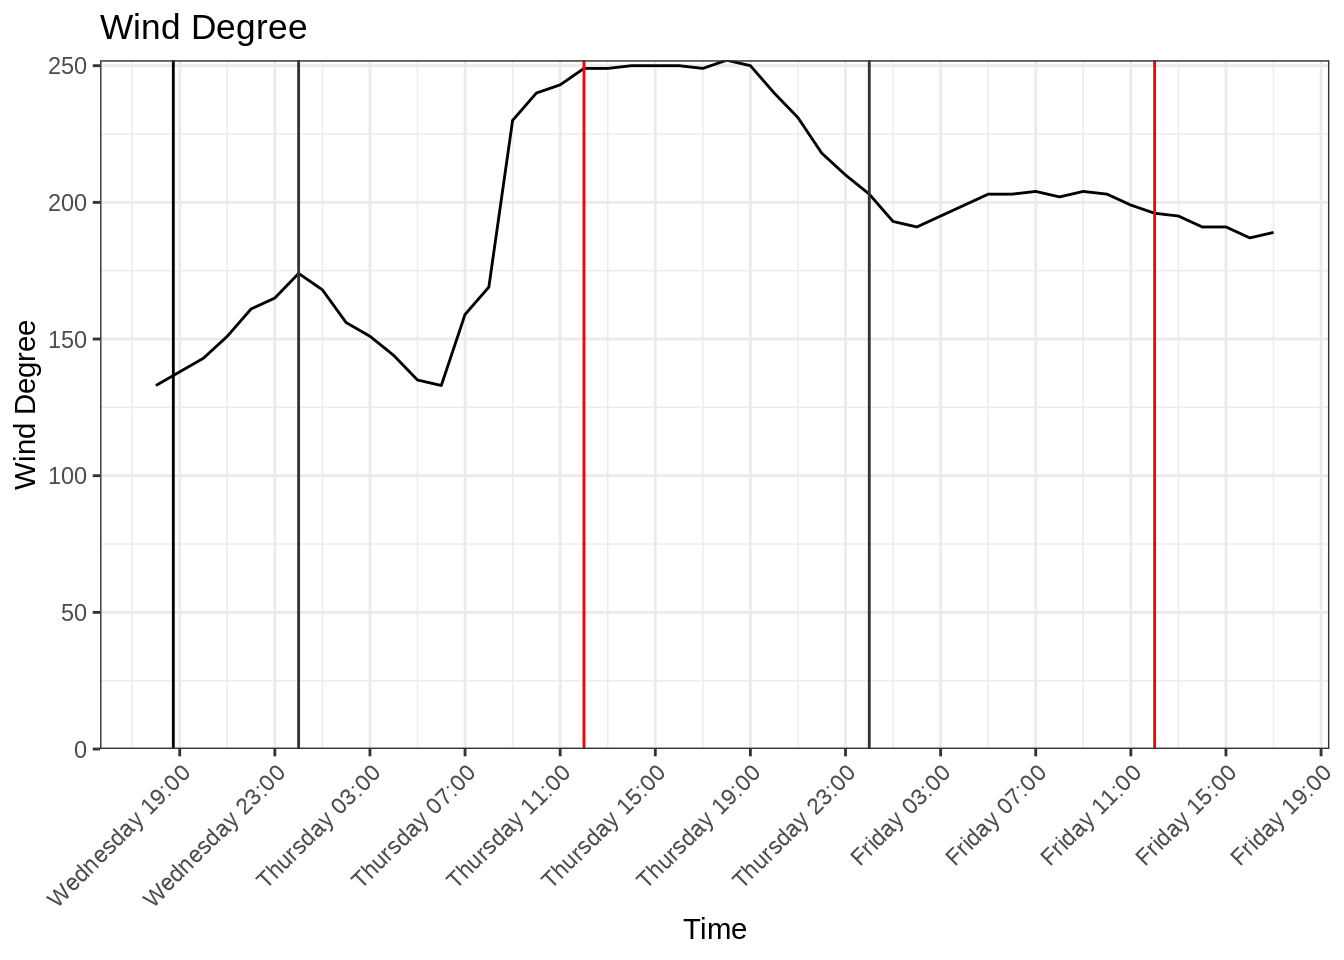 Wind Degree
Wind Degree
250
200
150
100
50
0
Wednesday 19:00
Wednesday 23:00
Thursday 03:00
Thursday 07:00
Thursday 11:00
Thursday 15:00
Thursday 19:00
Thursday 23:00
Friday 03:00
Friday 07:00
Friday 11:00
Friday 15:00
Friday 19:00
Time